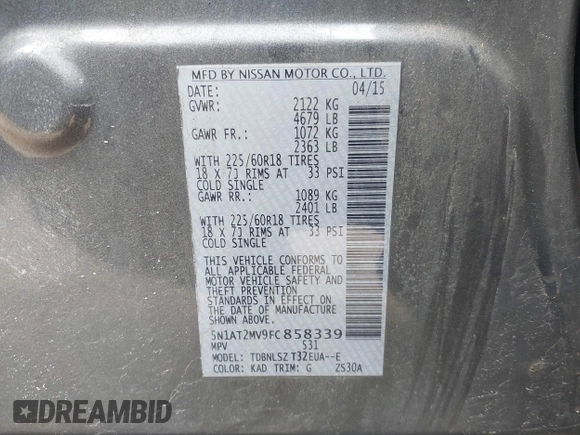 MFD BY NISSAN MOTOR CO., LTD.
DATE: 04/15
GVWR: 2122 KG
4679 LB
GAWR FR.: 1072 KG
2363 LB
WITH 225/60R18 TIRES
18 X 7J RIMS AT 33 PSI
COLD SINGLE
GAWR RR.: 1089 KG
2401 LB
WITH 225/60R18 TIRES
18 X 7J RIMS AT 33 PSI
COLD SINGLE
THIS VEHICLE CONFORMS TO
ALL APPLICABLE FEDERAL
MOTOR VEHICLE SAFETY AND
THEFT PREVENTION
STANDARDS IN EFFECT ON
THE DATE OF MANUFACTURE
SHOWN ABOVE.
5N1AT2MV9FC858339
MPV 531
MODEL: TDBNLSZ T32EUA--E
COLOR: KAD TRIM: G ZS30A
DREAMBID